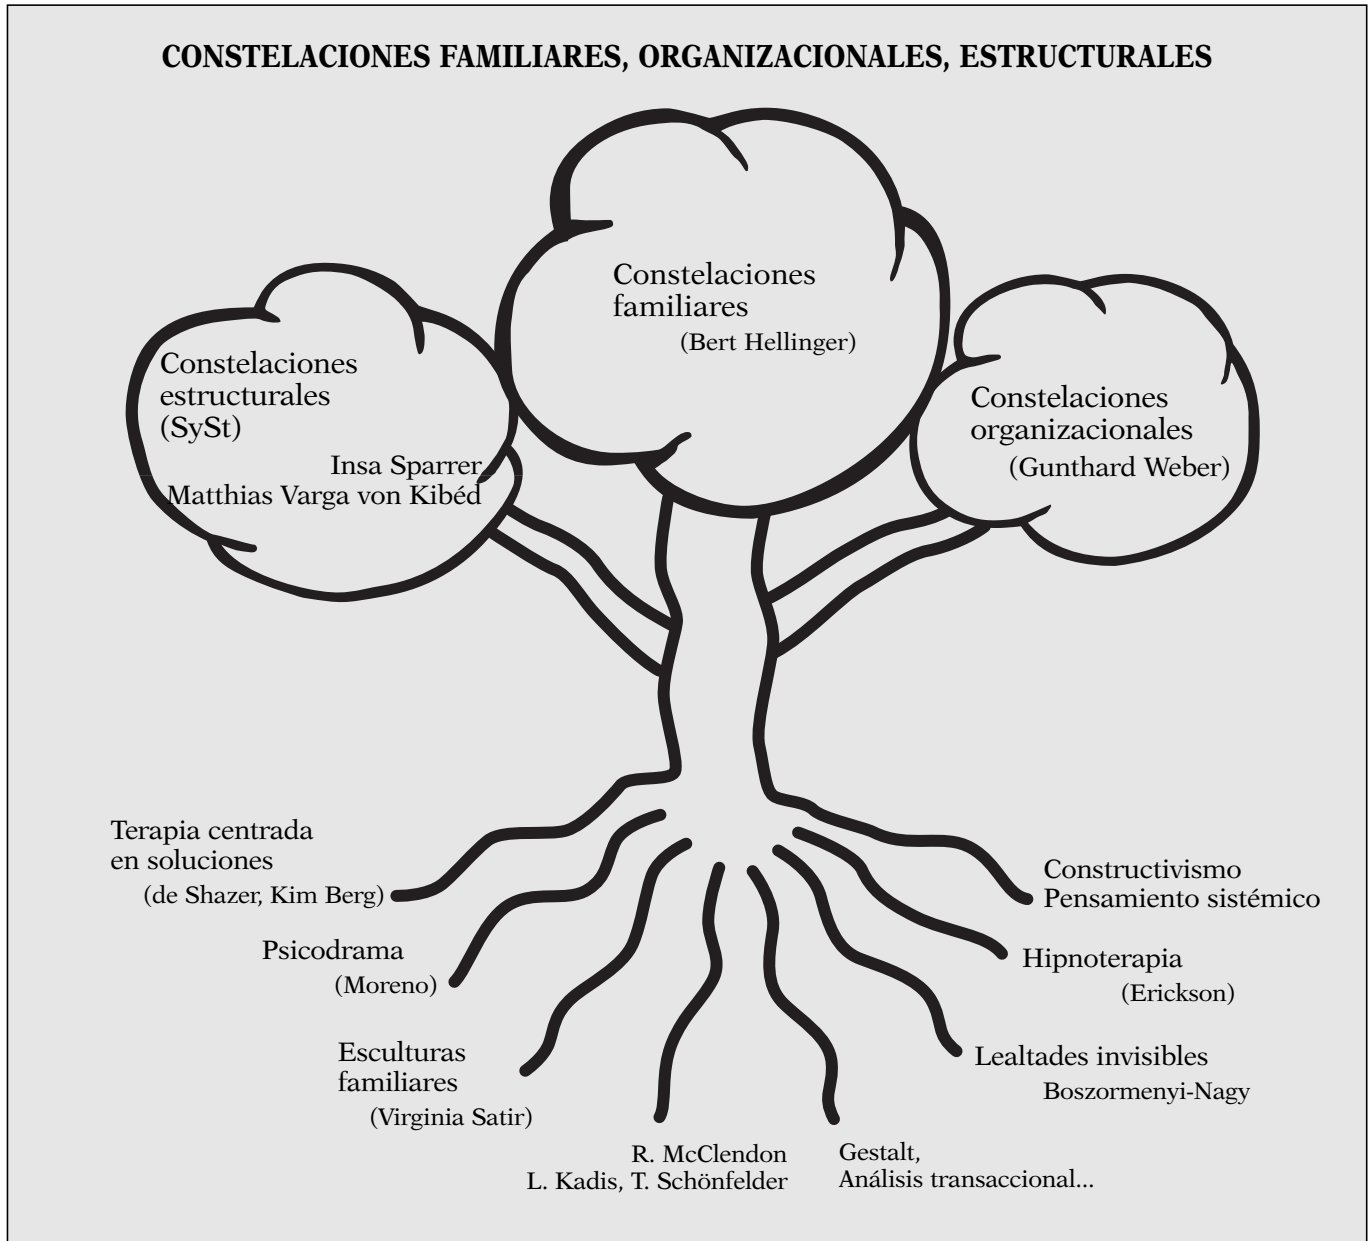 CONSTELACIONES FAMILIARES, ORGANIZACIONALES, ESTRUCTURALES
Constelaciones
familiares
(Bert Hellinger)
Constelaciones
estructurales
(SySt)
Insa Sparrer
Matthias Varga von Kibéd
Constelaciones
organizacionales
(Gunthard Weber)
Terapia centrada
en soluciones
(de Shazer, Kim Berg)
Psicodrama
(Moreno)
Esculturas
familiares
(Virginia Satir)
R. McClendon
L. Kadis, T. Schönfelder
Gestalt,
Análisis transaccional...
Lealtades invisibles
Boszormenyi-Nagy
Hipnoterapia
(Erickson)
Constructivismo
Pensamiento sistémico